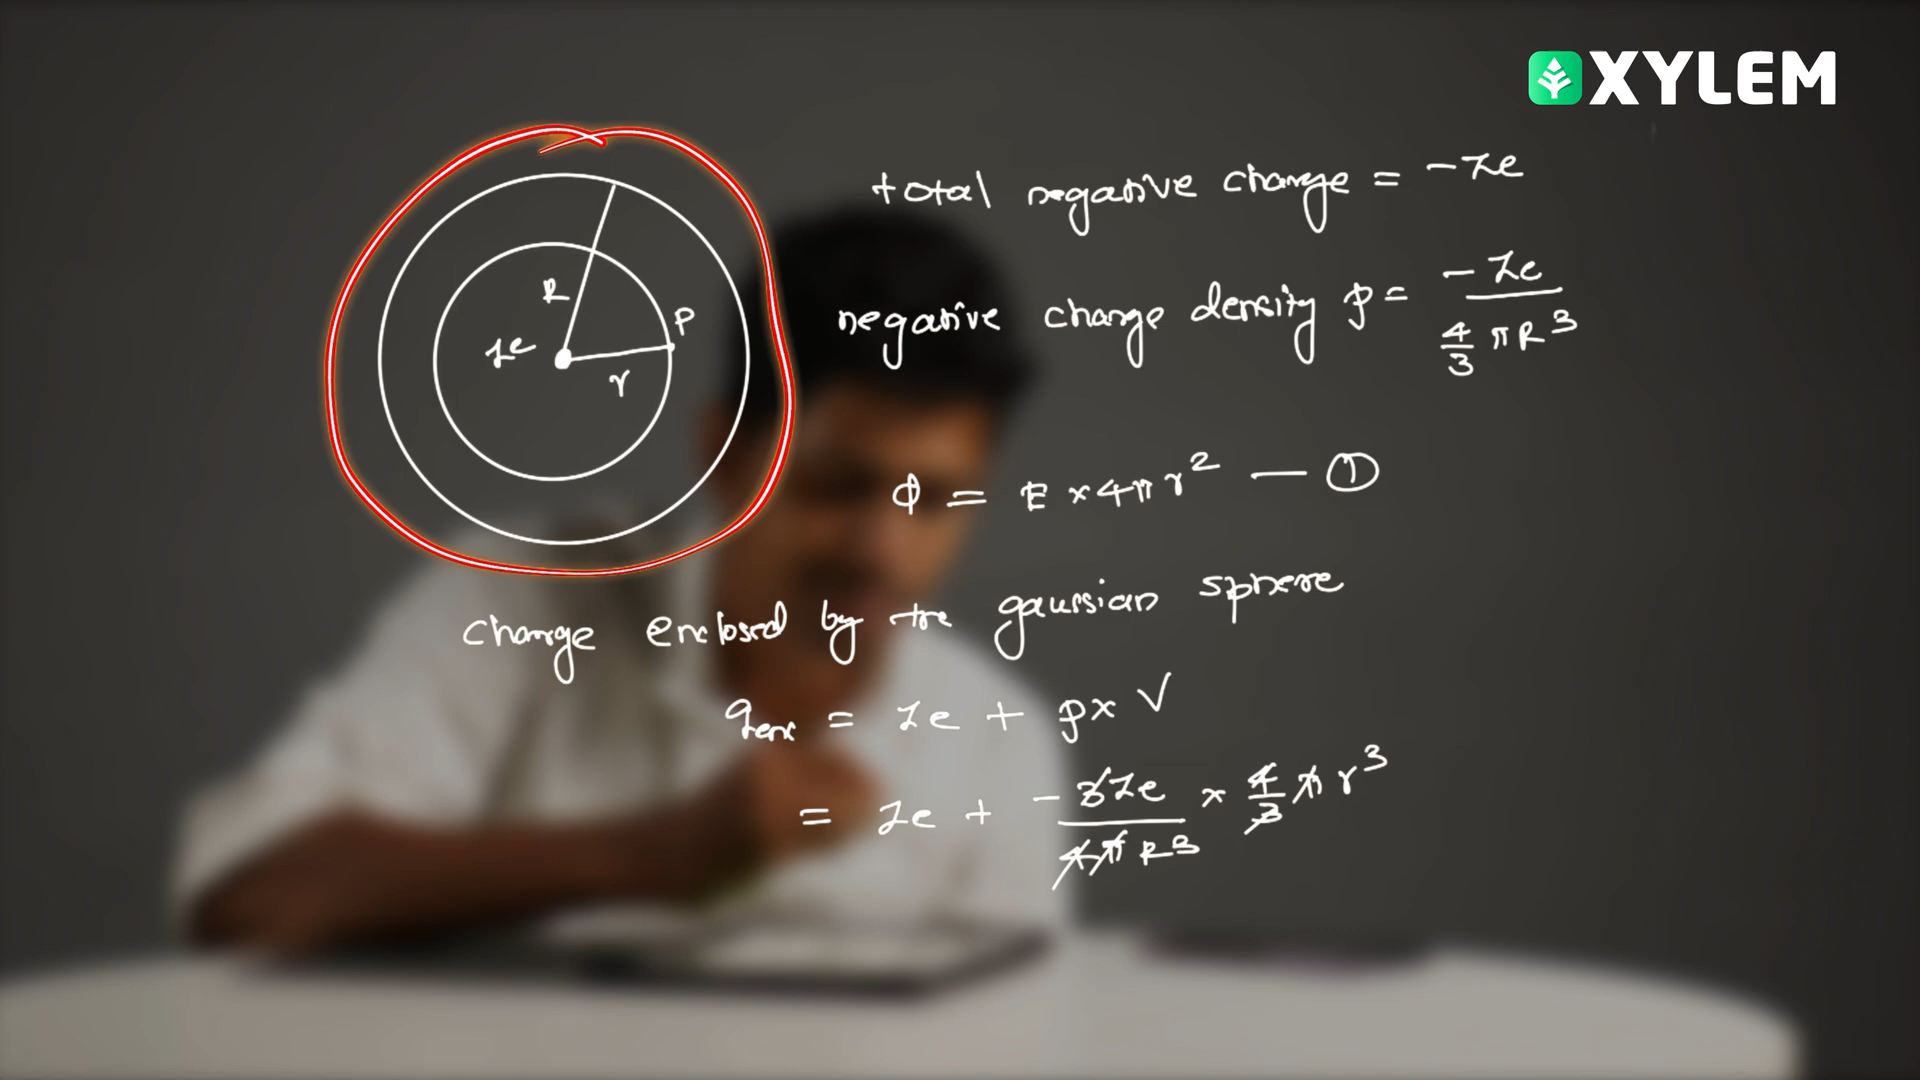 XYLEM
total negative charge = -Ze
negative charge density ρ = -Ze / 4/3 πR³
R
P
Ze
r
ϕ = E × 4πr² — ①
charge enclosed by the gaussian sphere
qenc = Ze + ρ × V
= Ze + -3Ze / 4πR³ × 4/3 πr³